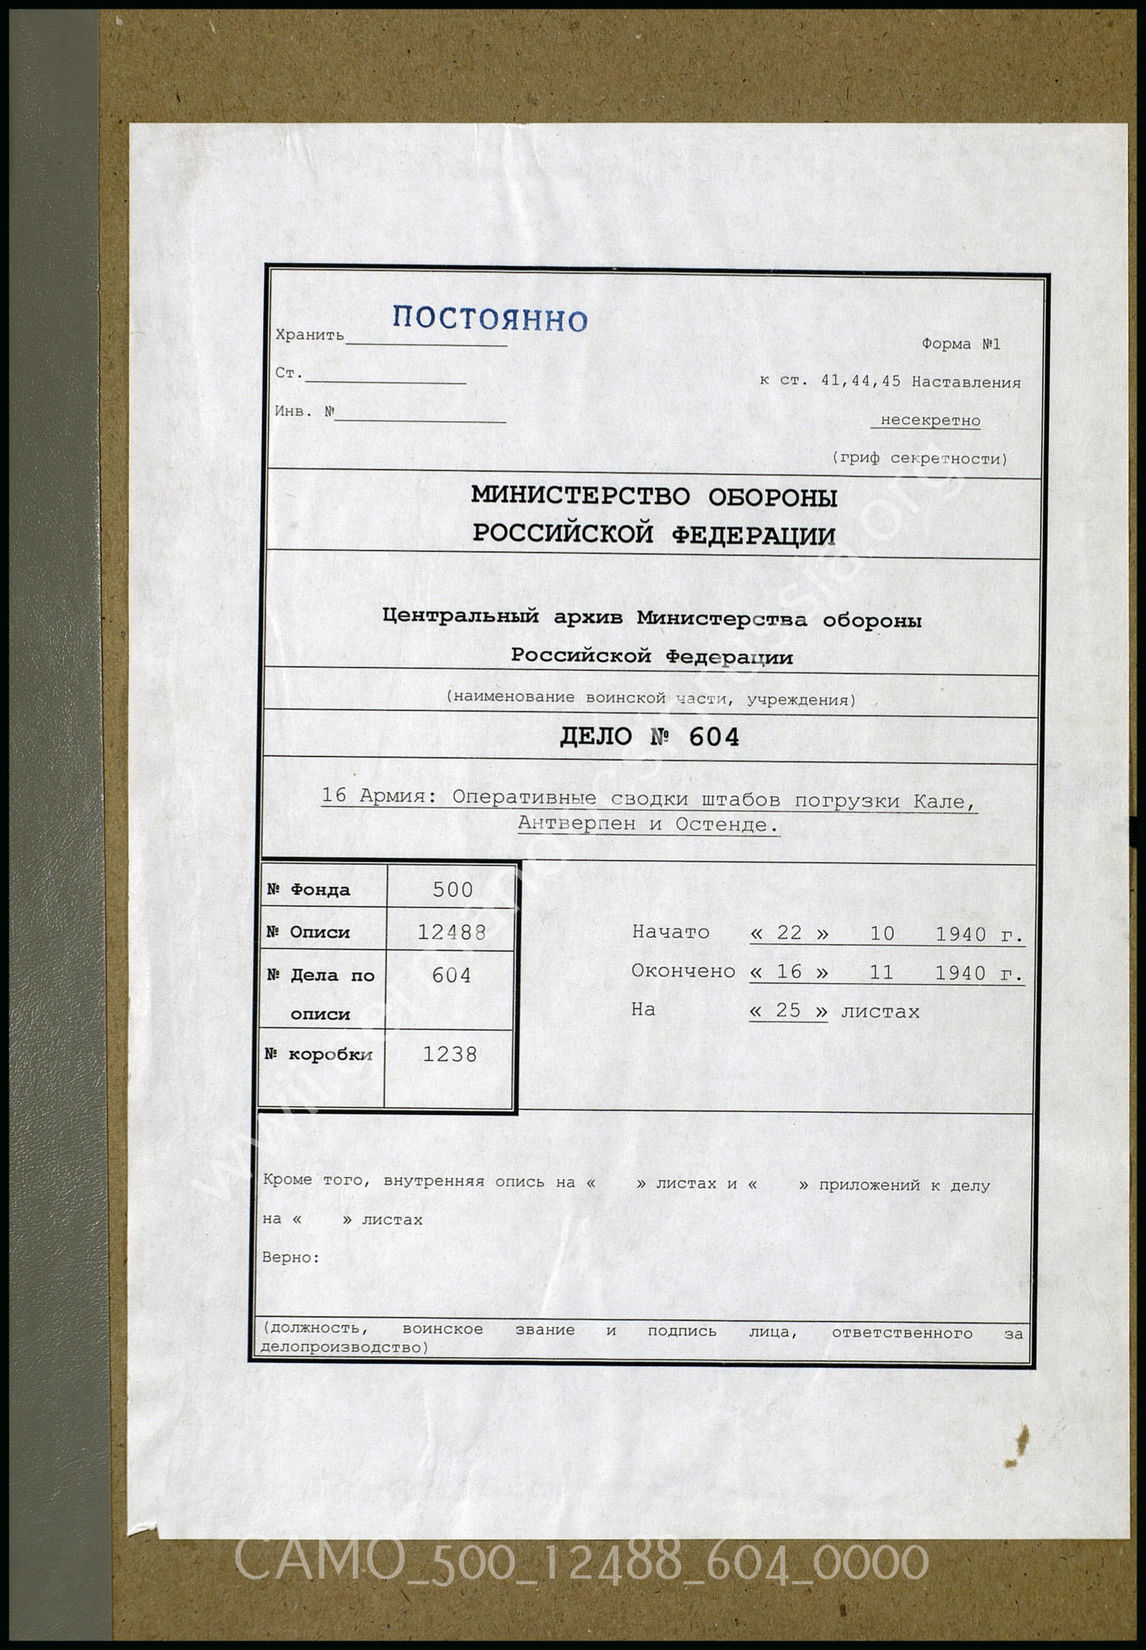 ПОСТОЯННО
Хранить
Форма №1
Ст.
к ст. 41,44,45 Наставления
Инв. №
несекретно
(гриф секретности)
МИНИСТЕРСТВО ОБОРОНЫ
РОССИЙСКОЙ ФЕДЕРАЦИИ
Центральный архив Министерства обороны
Российской Федерации
(наименование воинской части, учреждения)
ДЕЛО № 604
16 Армия: Оперативные сводки штабов погрузки Кале,
Антверпен и Остенде.
№ Фонда 500
№ Описи 12488
№ Дела по 604
описи
№ коробки 1238
Начато « 22 » 10 1940 г.
Окончено « 16 » 11 1940 г.
На « 25 » листах
Кроме того, внутренняя опись на « » листах и « » приложений к делу
на « » листах
Верно:
(должность, воинское звание и подпись лица, ответственного за
делопроизводство)
CAMO_500_12488_604_0000